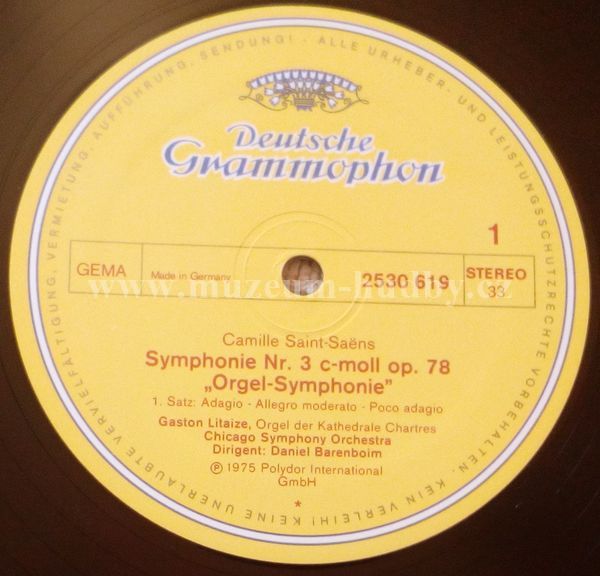 KEINE UNERLAUBTE VERVIELFÄLTIGUNG, VERMIETUNG, AUFFÜHRUNG, SENDUNG! - ALLE URHEBER- UND LEISTUNGSSCHUTZRECHTE VORBEHALTEN. KEIN VERLEIH!
Deutsche
Grammophon
1
GEMA
Made in Germany
2530 619
STEREO
33
www.muzeum-hudby.cz
Camille Saint-Saëns
Symphonie Nr. 3 c-moll op. 78
„Orgel-Symphonie”
1. Satz: Adagio - Allegro moderato - Poco adagio
Gaston Litaize, Orgel der Kathedrale Chartres
Chicago Symphony Orchestra
Dirigent: Daniel Barenboim
Ⓟ 1975 Polydor International
GmbH
*